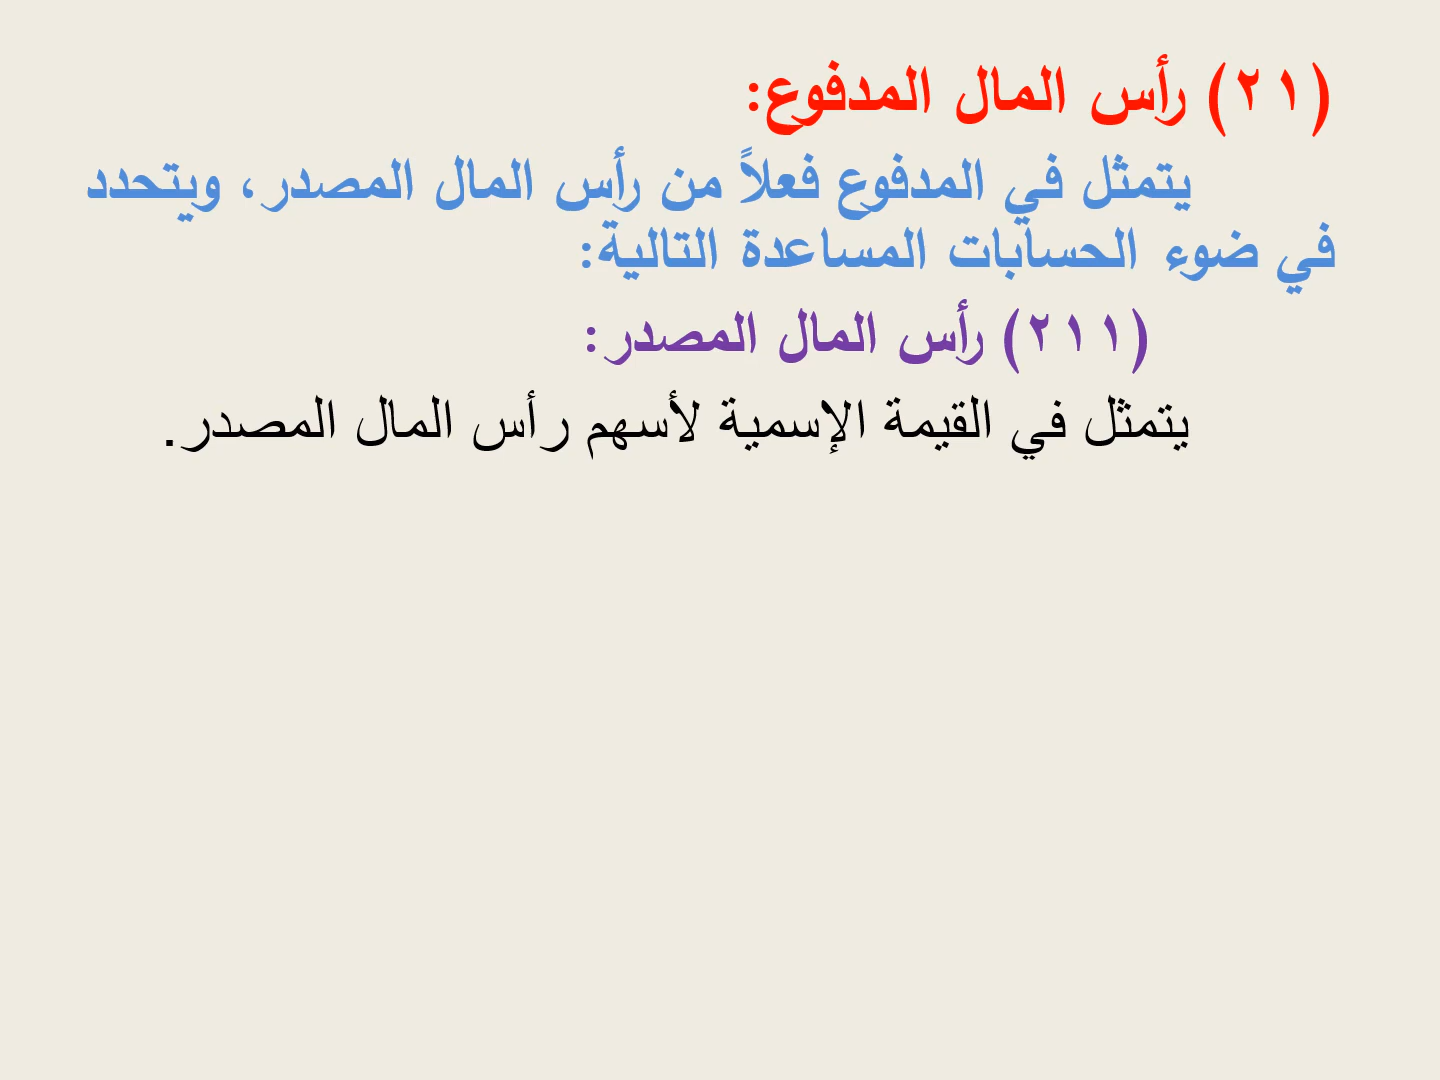 (٢١) رأس المال المدفوع:
يتمثل في المدفوع فعلاً من رأس المال المصدر، ويتحدد
في ضوء الحسابات المساعدة التالية:
(٢١١) رأس المال المصدر:
يتمثل في القيمة الإسمية لأسهم رأس المال المصدر.